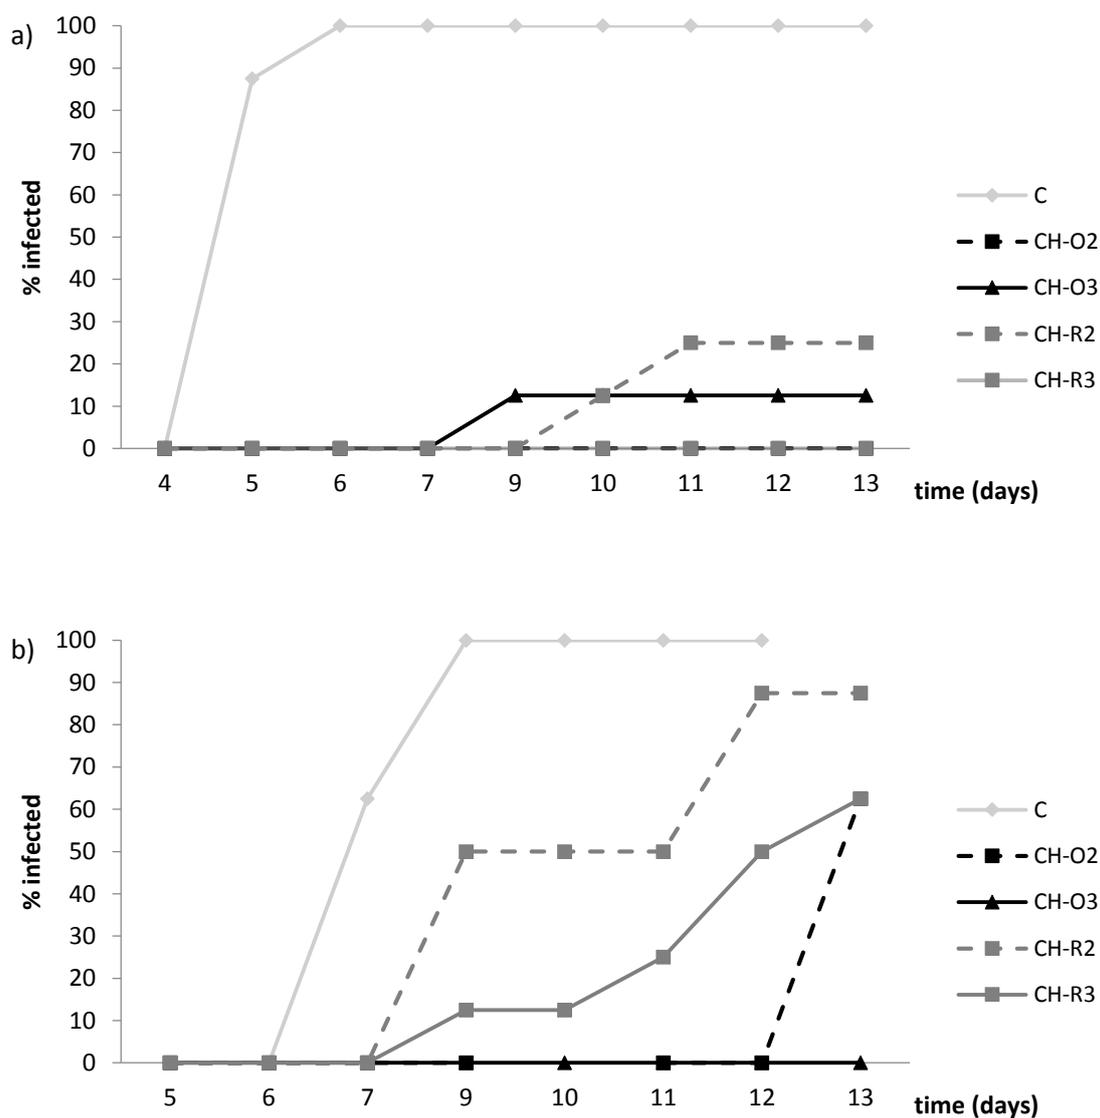 a)
100
90
80
70
60
50
40
30
20
10
0
% infected
4 5 6 7 9 10 11 12 13
time (days)
C
CH-O2
CH-O3
CH-R2
CH-R3
b)
100
90
80
70
60
50
40
30
20
10
0
% infected
5 6 7 9 10 11 12 13
time (days)
C
CH-O2
CH-O3
CH-R2
CH-R3